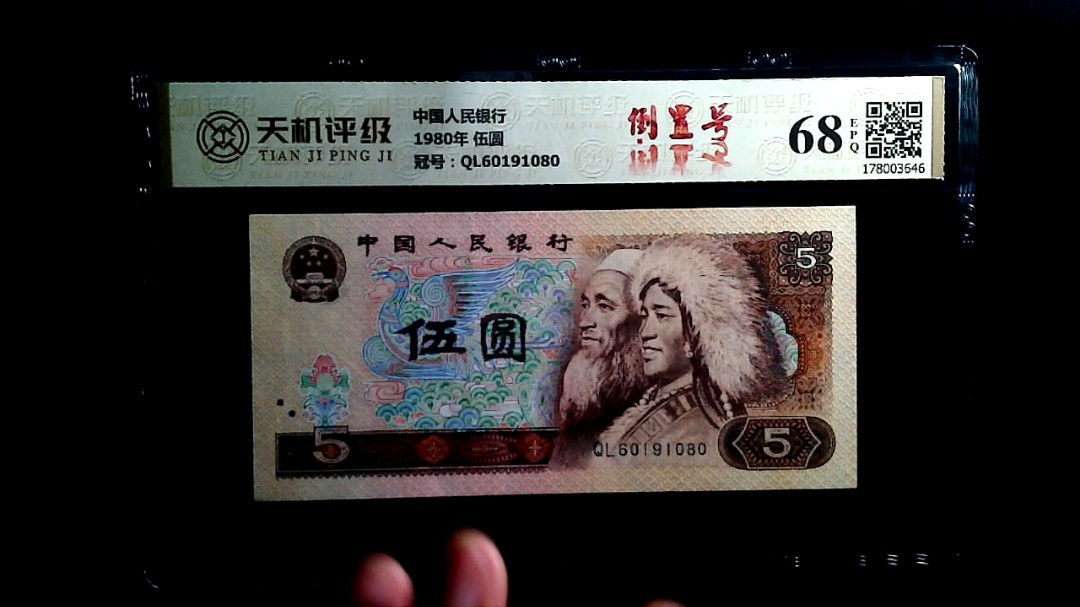 天机评级
TIAN JI PING JI
中国人民银行
1980年 伍圆
冠号：QL60191080
倒置号
68
EPQ
178003646
中国人民银行
5
伍圆
5
QL60191080
5